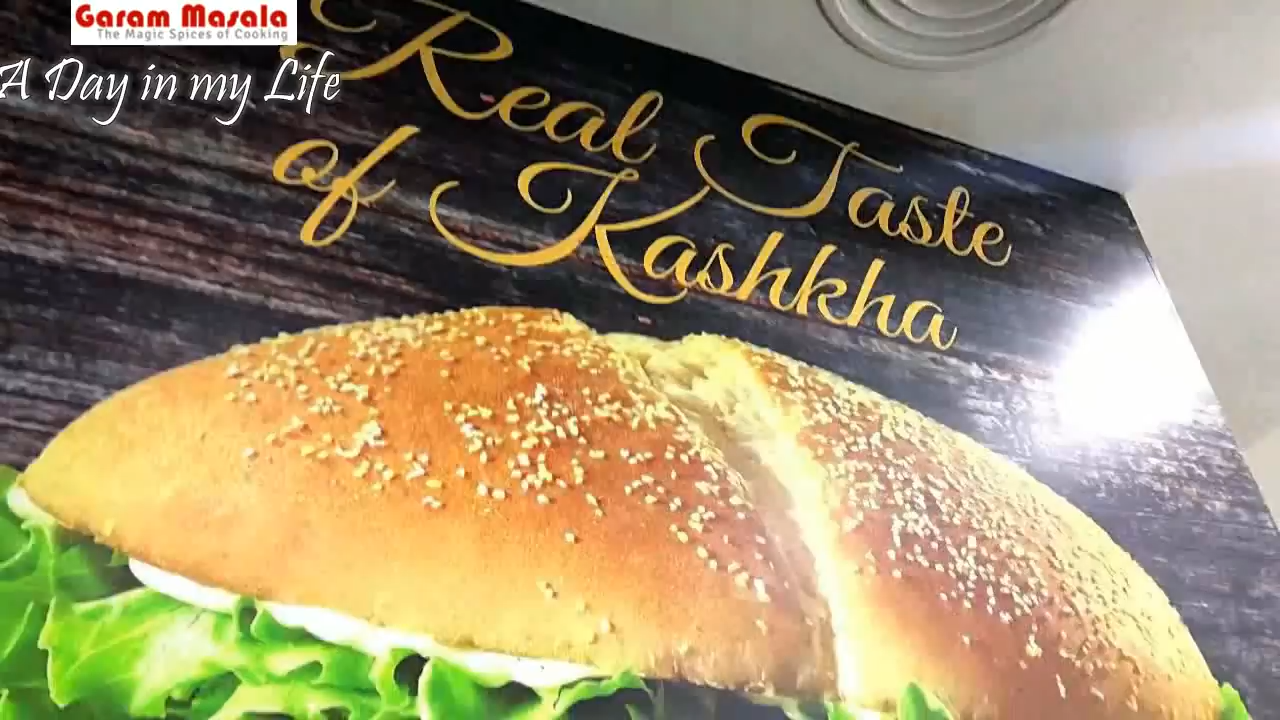 Garam Masala
The Magic Spices of Cooking
A Day in my Life
Real Taste
of Kashkha